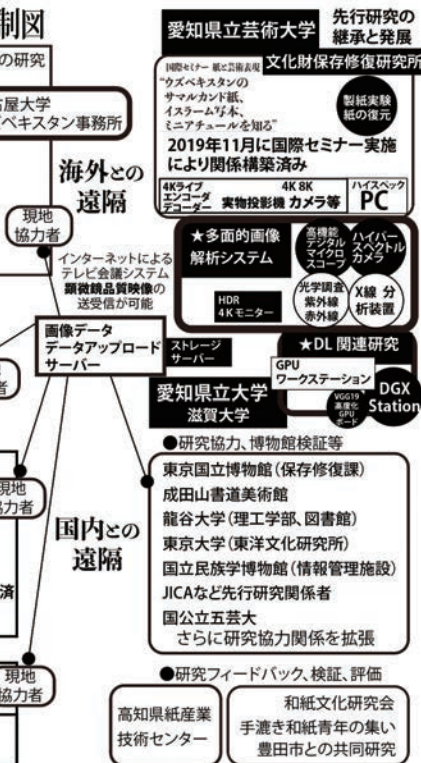 制図
の研究
古屋大学
ベキスタン事務所
海外との
遠隔
現地
協力者
インターネットによる
テレビ会議システム
顕微鏡品質映像の
送受信が可能
画像データ
データアップロード
サーバー
ストレージ
サーバー
者
現地
協力者
国内との
遠隔
済
現地
協力者
愛知県立芸術大学
先行研究の
継承と発展
国際セミナー 紙と芸術表現
文化財保存修復研究所
“ウズベキスタンの
サマルカンド紙、
イスラーム写本、
ミニアチュールを知る”
製紙実験
紙の復元
2019年11月に国際セミナー実施
により関係構築済み
4Kライブ
エンコーダ
デコーダー
4K 8K
実物投影機 カメラ等
ハイスペック
PC
★多面的画像
解析システム
高機能
デジタル
マイクロ
スコープ
ハイパー
スペクトル
カメラ
HDR
4Kモニター
光学調査
紫外線
赤外線
X線 分
析装置
★DL 関連研究
GPU
ワークステーション
VGG19
高度化
GPU
ボード
DGX
Station
愛知県立大学
滋賀大学
●研究協力、博物館検証等
東京国立博物館(保存修復課)
成田山書道美術館
龍谷大学(理工学部、図書館)
東京大学(東洋文化研究所)
国立民族学博物館(情報管理施設)
JICAなど先行研究関係者
国公立五芸大
さらに研究協力関係を拡張
●研究フィードバック、検証、評価
高知県紙産業
技術センター
和紙文化研究会
手漉き和紙青年の集い
豊田市との共同研究